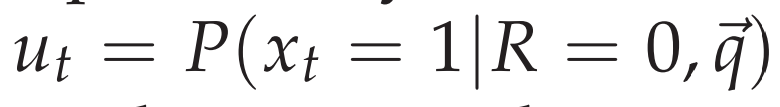 u_t = P(x_t = 1|R = 0, \vec{q})